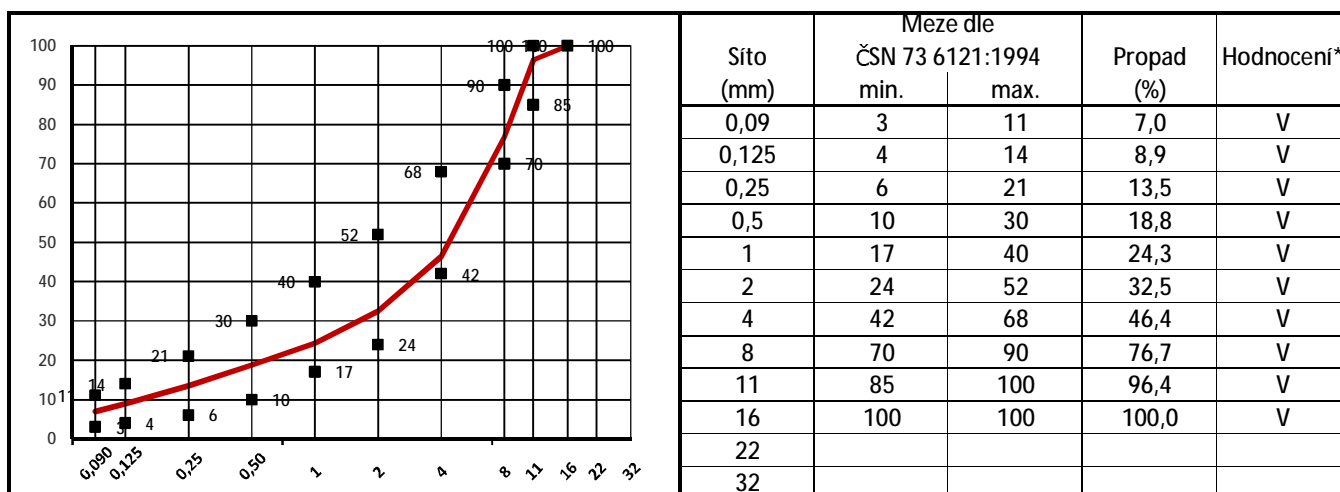 100
90
80
70
60
50
40
30
20
10
0
11 14 21 30 40 52 68 90 100 100 100
3 4 6 10 17 24 42 70 85
0,090 0,125 0,25 0,50 1 2 4 8 11 16 22 32
Meze dle
Síto ČSN 73 6121:1994 Propad Hodnocení*
(mm) min. max. (%)
0,09 3 11 7,0 V
0,125 4 14 8,9 V
0,25 6 21 13,5 V
0,5 10 30 18,8 V
1 17 40 24,3 V
2 24 52 32,5 V
4 42 68 46,4 V
8 70 90 76,7 V
11 85 100 96,4 V
16 100 100 100,0 V
22
32